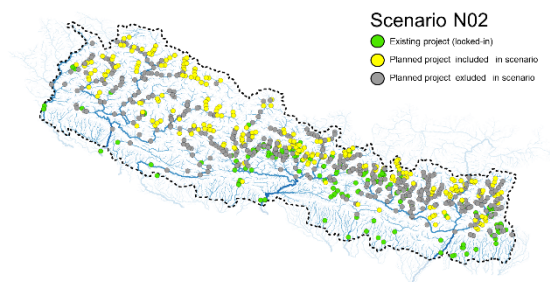 Scenario N02
Existing project (locked-in)
Planned project included in scenario
Planned project exluded in scenario